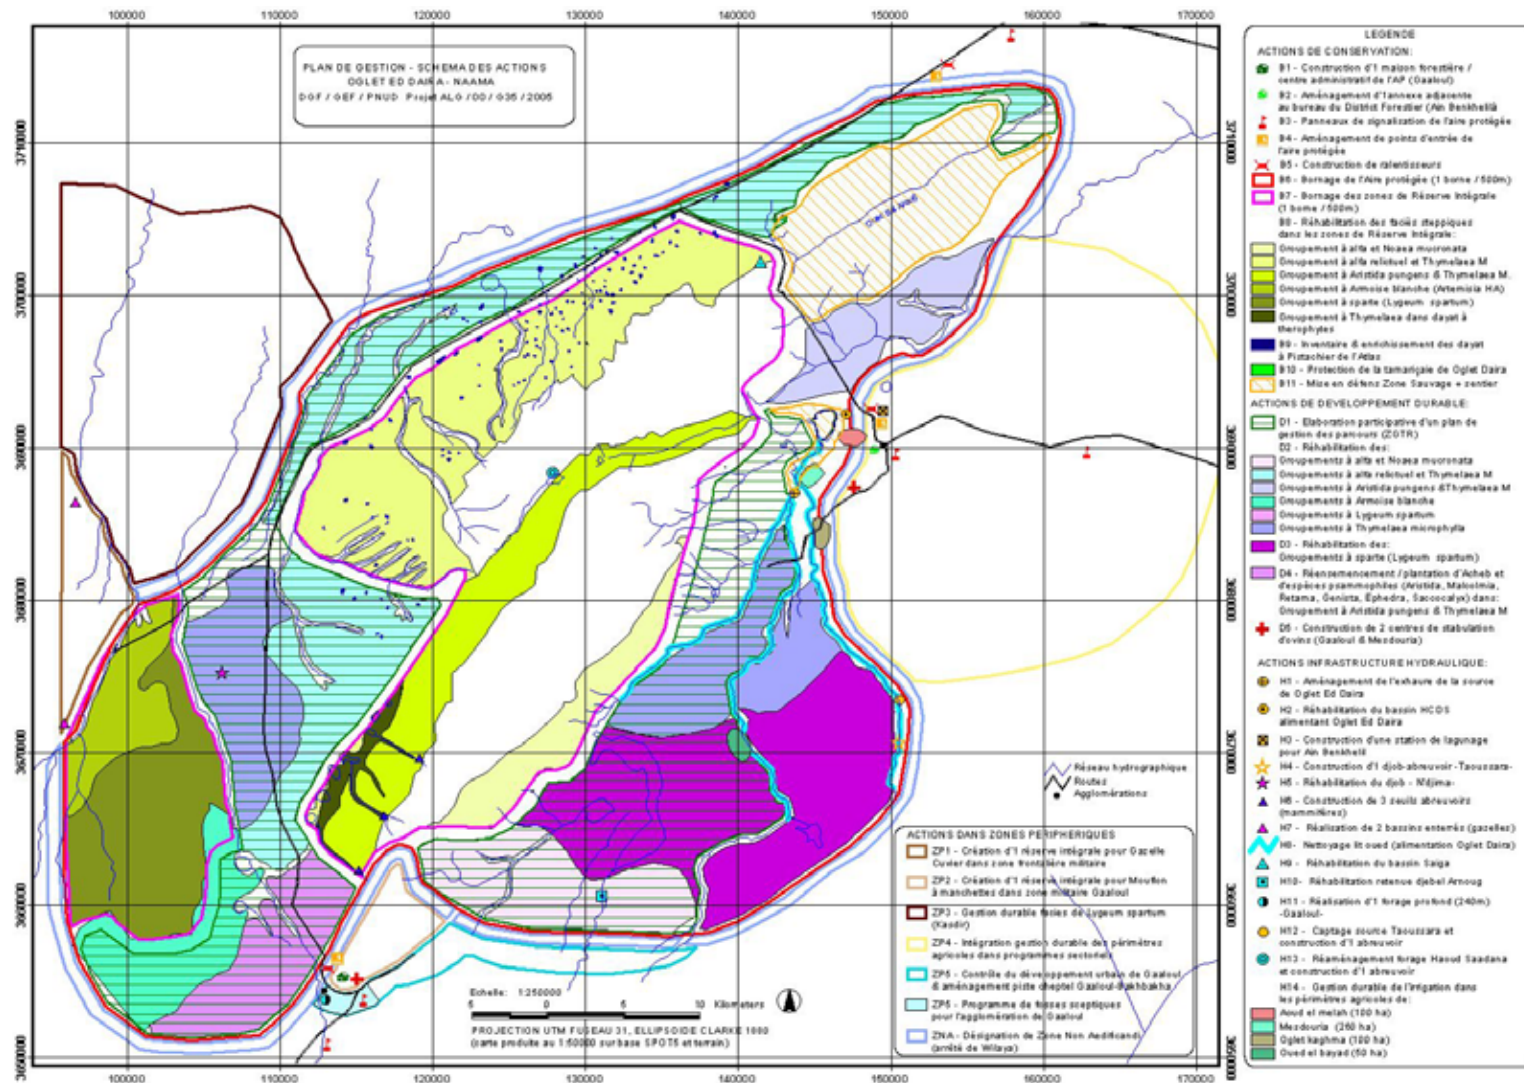 100000 110000 120000 130000 140000 150000 160000 170000
PLAN DE GESTION - SCHEMA DES ACTIONS
OGLET ED DAIRA - NAAMA
DGF / GEF / PNUD Projet ALG / 00 / G35 / 2005
Réseau hydrographique
Routes
Agglomérations
Echelle: 1:250000
5 0 5 10 Kilometers
PROJECTION UTM FUSEAU 31, ELLIPSOIDE CLARKE 1880
(carte produite au 1:50000 sur base SPOT5 et terrain)
ACTIONS DANS ZONES PERIPHERIQUES
ZP1 - Création d'1 réserve intégrale pour Gazelle
Cuvier dans zone frontalière militaire
ZP2 - Création d'1 réserve intégrale pour Mouflon
à manchettes dans zone militaire Gaaloul
ZP3 - Gestion durable facies de Lygeum spartum
(Kasdir)
ZP4 - Intégration gestion durable des périmètres
agricoles dans programmes sectoriels
ZP5 - Contrôle du développement urbain de Gaaloul
& aménagement piste cheptel Gaaloul-Bakhbakha
ZP6 - Programme de fosses sceptiques
pour l'agglomération de Gaaloul
ZNA - Désignation de Zone Non Aedificandi
(arrêté de Wilaya)
100000 110000 120000 130000 140000 150000 160000 170000
LEGENDE
ACTIONS DE CONSERVATION:
B1 - Construction d'1 maison forestière /
centre administratif de l'AP (Gaaloul)
B2 - Aménagement d'1annexe adjacente
au bureau du District Forestier (Ain Benkhelilà
B3 - Panneaux de signalisation de l'aire protégée
B4 - Aménagement de points d'entrée de
l'aire protégée
B5 - Construction de ralentisseurs
B6 - Bornage de l'Aire protégée (1 borne / 500m)
B7 - Bornage des zones de Réserve Intégrale
(1 borne / 500m)
B8 - Réhabilitation des faciès steppiques
dans les zones de Réserve Intégrale:
Groupement à alfa et Noaea mucronata
Groupement à alfa relictuel et Thymelaea M
Groupement à Aristida pungens & Thymelaea M.
Groupement à Armoise blanche (Artemisia HA)
Groupement à sparte (Lygeum spartum)
Groupement à Thymelaea dans dayat à
therophytes
B9 - Inventaire & enrichissement des dayat
à Pistachier de l'Atlas
B10 - Protection de la tamariçaie de Oglet Daira
B11 - Mise en défens Zone Sauvage + sentier
ACTIONS DE DEVELOPPEMENT DURABLE:
D1 - Elaboration participative d'un plan de
gestion des parcours (ZGTR)
D2 - Réhabilitation des:
Groupements à alfa et Noaea mucronata
Groupements à alfa relictuel et Thymelaea M
Groupements à Aristida pungens &Thymelaea M
Groupements à Armoise blanche
Groupements à Lygeum spartum
Groupements à Thymelaea microphylla
D3 - Réhabilitation des:
Groupements à sparte (Lygeum spartum)
D4 - Réensemencement / plantation d'Acheb et
d'espèces psammophiles (Aristida, Malcolmia,
Retama, Genista, Ephedra, Saccocalyx) dans:
Groupement à Aristida pungens & Thymelaea M
D5 - Construction de 2 centres de stabulation
d'ovins (Gaaloul & Mesdouria)
ACTIONS INFRASTRUCTURE HYDRAULIQUE:
H1 - Aménagement de l'exhaure de la source
de Oglet Ed Daira
H2 - Réhabilitation du bassin HCDS
alimentant Oglet Ed Daira
H3 - Construction d'une station de lagunage
pour Ain Benkhelil
H4 - Construction d'1 djob-abreuvoir -Taoussara-
H5 - Réhabilitation du djob - N'djima-
H6 - Construction de 3 seuils abreuvoirs
(mammifères)
H7 - Réalisation de 2 bassins enterrés (gazelles)
H8- Nettoyage lit oued (alimentation Oglet Daira)
H9 - Réhabilitation du bassin Saiga
H10- Réhabilitation retenue djebel Arnoug
H11 - Réalisation d'1 forage profond (240m)
-Gaaloul-
H12 - Captage source Taoussara et
construction d'1 abreuvoir
H13 - Réaménagement forage Haoud Saadana
et construction d'1 abreuvoir
H14 - Gestion durable de l'irrigation dans
les périmètres agricoles de:
Aoud el melah (100 ha)
Mesdouria (260 ha)
Oglet kaghma (100 ha)
Oued el bayad (50 ha)